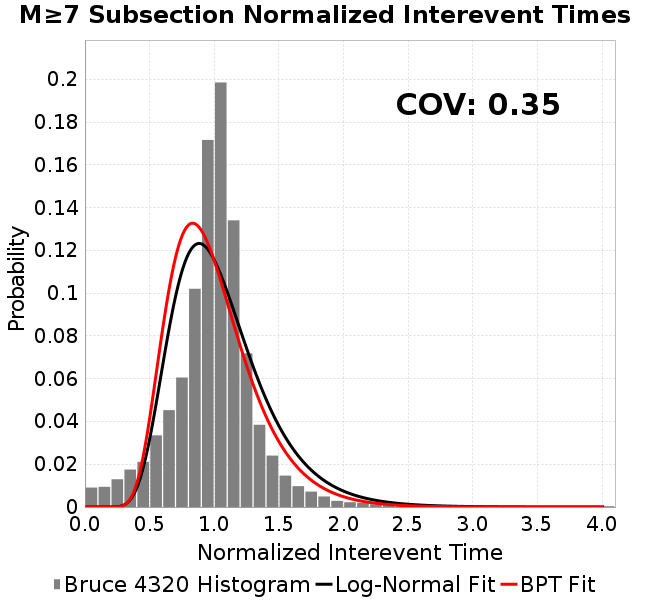 M≥7 Subsection Normalized Interevent Times
COV: 0.35
Probability
0.2
0.18
0.16
0.14
0.12
0.1
0.08
0.06
0.04
0.02
0
0.0 0.5 1.0 1.5 2.0 2.5 3.0 3.5 4.0
Normalized Interevent Time
Bruce 4320 Histogram Log-Normal Fit BPT Fit